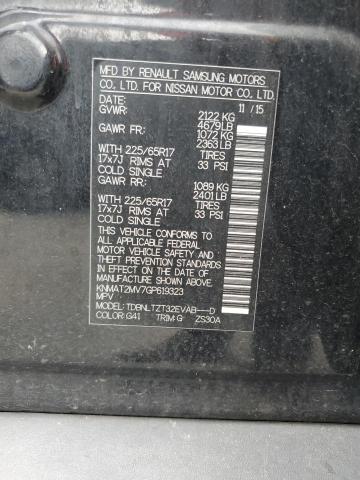 MFD BY RENAULT SAMSUNG MOTORS
CO., LTD. FOR NISSAN MOTOR CO., LTD.
DATE: 11 / 15
GVWR: 2122 KG
4679 LB
GAWR FR: 1072 KG
2363 LB
WITH 225/65R17 TIRES
17x7J RIMS AT 33 PSI
COLD SINGLE
GAWR RR: 1089 KG
2401 LB
WITH 225/65R17 TIRES
17x7J RIMS AT 33 PSI
COLD SINGLE
THIS VEHICLE CONFORMS TO
ALL APPLICABLE FEDERAL
MOTOR VEHICLE SAFETY AND
THEFT PREVENTION
STANDARDS IN EFFECT ON THE
DATE OF MANUFACTURE SHOWN ABOVE.
KNMAT2MV7GP619323
MPV
MODEL: TDBNLTZT32EVAB---D
COLOR: G41 TRIM: G ZS30A